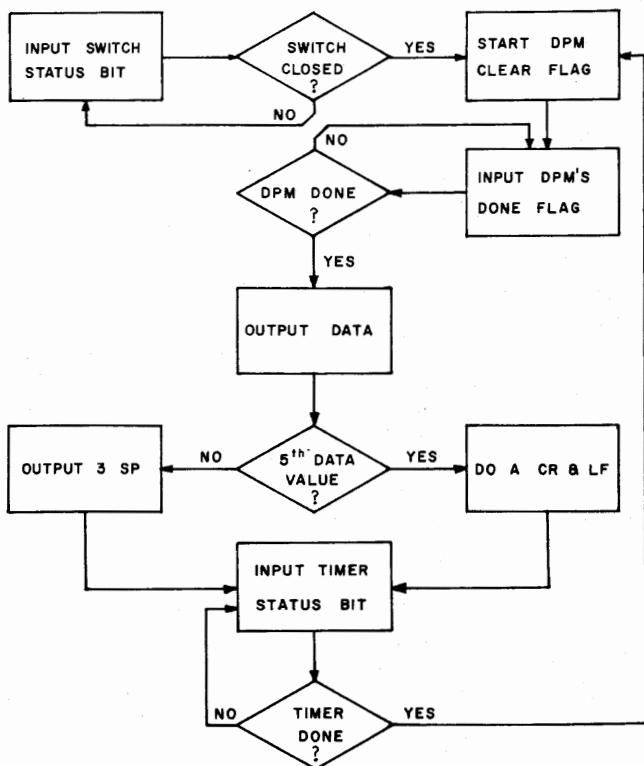 INPUT SWITCH
STATUS BIT
SWITCH
CLOSED
?
YES
START DPM
CLEAR FLAG
NO
NO
DPM DONE
?
INPUT DPM'S
DONE FLAG
YES
OUTPUT DATA
OUTPUT 3 SP
NO
5th DATA
VALUE
?
YES
DO A CR & LF
INPUT TIMER
STATUS BIT
NO
TIMER
DONE
?
YES